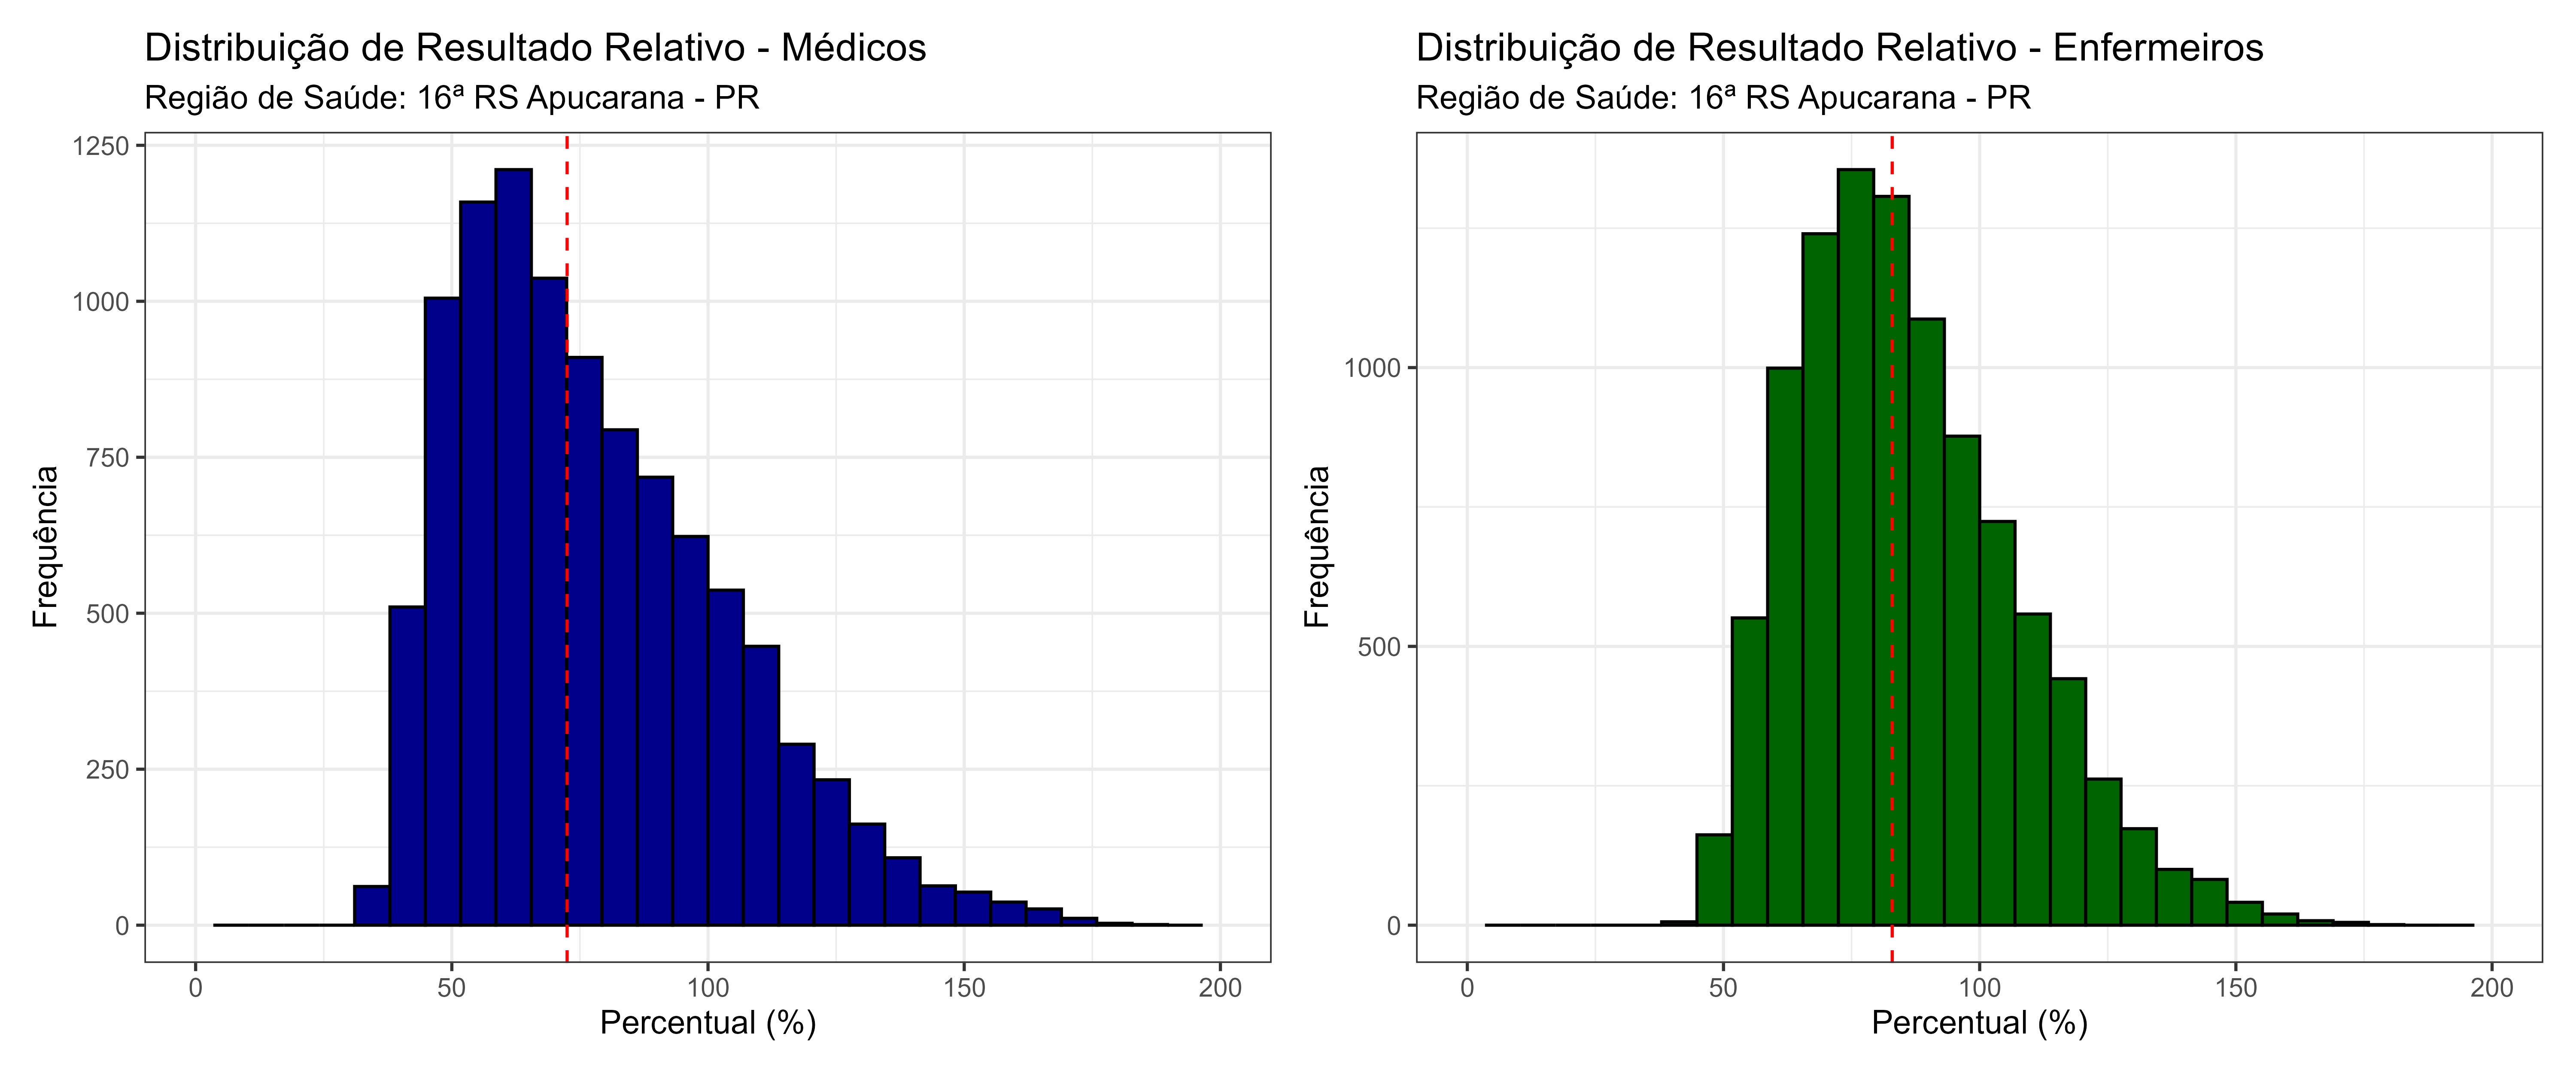 Distribuição de Resultado Relativo - Médicos
Região de Saúde: 16ª RS Apucarana - PR
1250
1000
750
500
250
0
Frequência
0 50 100 150 200
Percentual (%)
Distribuição de Resultado Relativo - Enfermeiros
Região de Saúde: 16ª RS Apucarana - PR
1000
500
0
Frequência
0 50 100 150 200
Percentual (%)